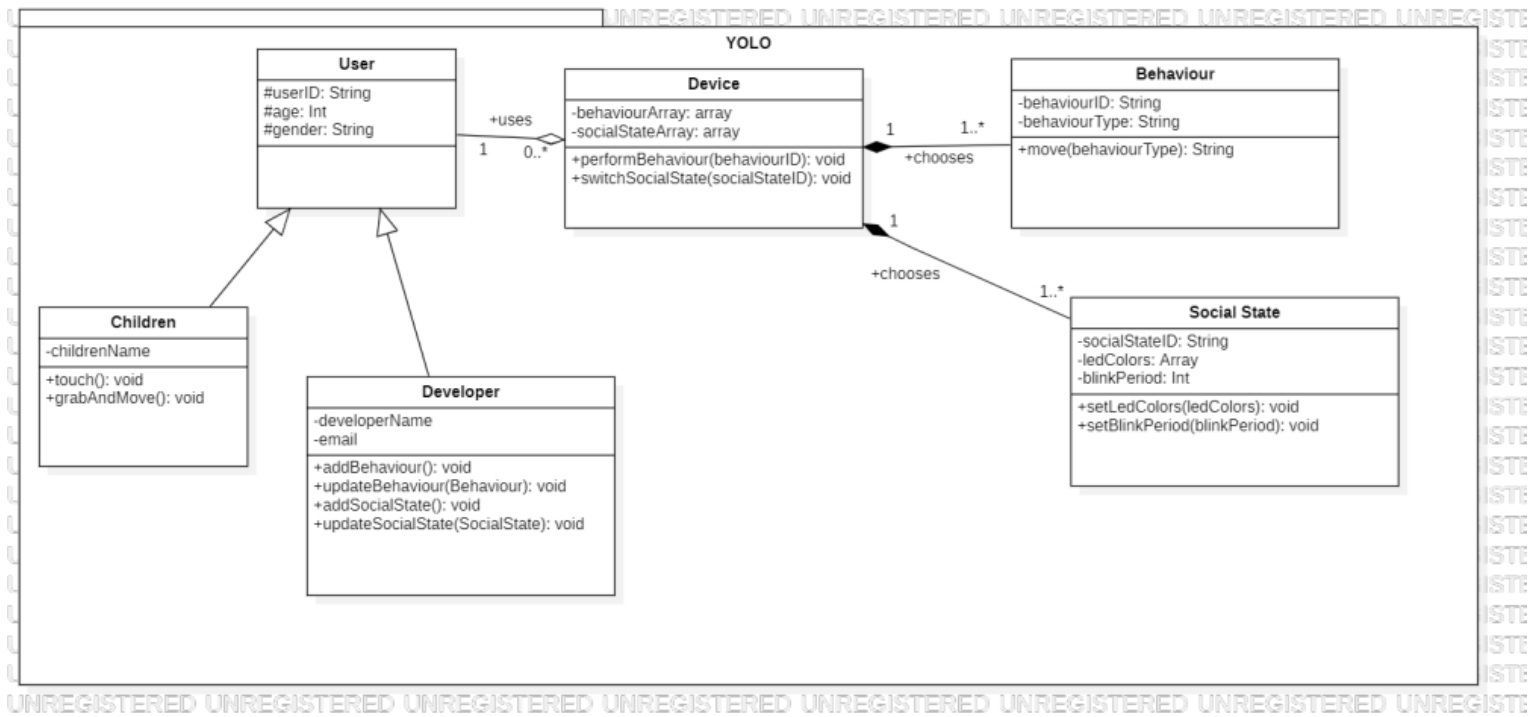 UNREGISTERED UNREGISTERED UNREGISTERED UNREGISTERED UNREGISTE
YOLO
User
#userID: String
#age: Int
#gender: String
+uses
1
0..*
Device
-behaviourArray: array
-socialStateArray: array
+performBehaviour(behaviourID): void
+switchSocialState(socialStateID): void
1
1..*
+chooses
Behaviour
-behaviourID: String
-behaviourType: String
+move(behaviourType): String
1
+chooses
1..*
Social State
-socialStateID: String
-ledColors: Array
-blinkPeriod: Int
+setLedColors(ledColors): void
+setBlinkPeriod(blinkPeriod): void
Children
-childrenName
+touch(): void
+grabAndMove(): void
Developer
-developerName
-email
+addBehaviour(): void
+updateBehaviour(Behaviour): void
+addSocialState(): void
+updateSocialState(SocialState): void
UNREGISTERED UNREGISTERED UNREGISTERED UNREGISTERED UNREGISTERED UNREGISTERED UNREGISTERED UNREGISTE